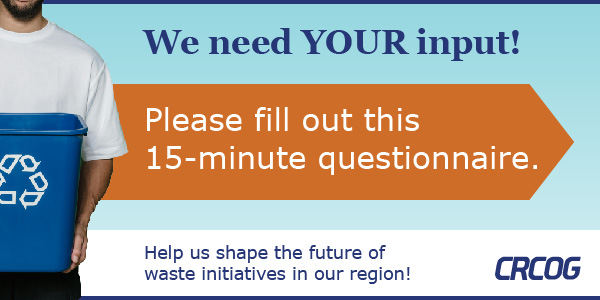 We need YOUR input!
Please fill out this
15-minute questionnaire.
Help us shape the future of
waste initiatives in our region!
CRCOG